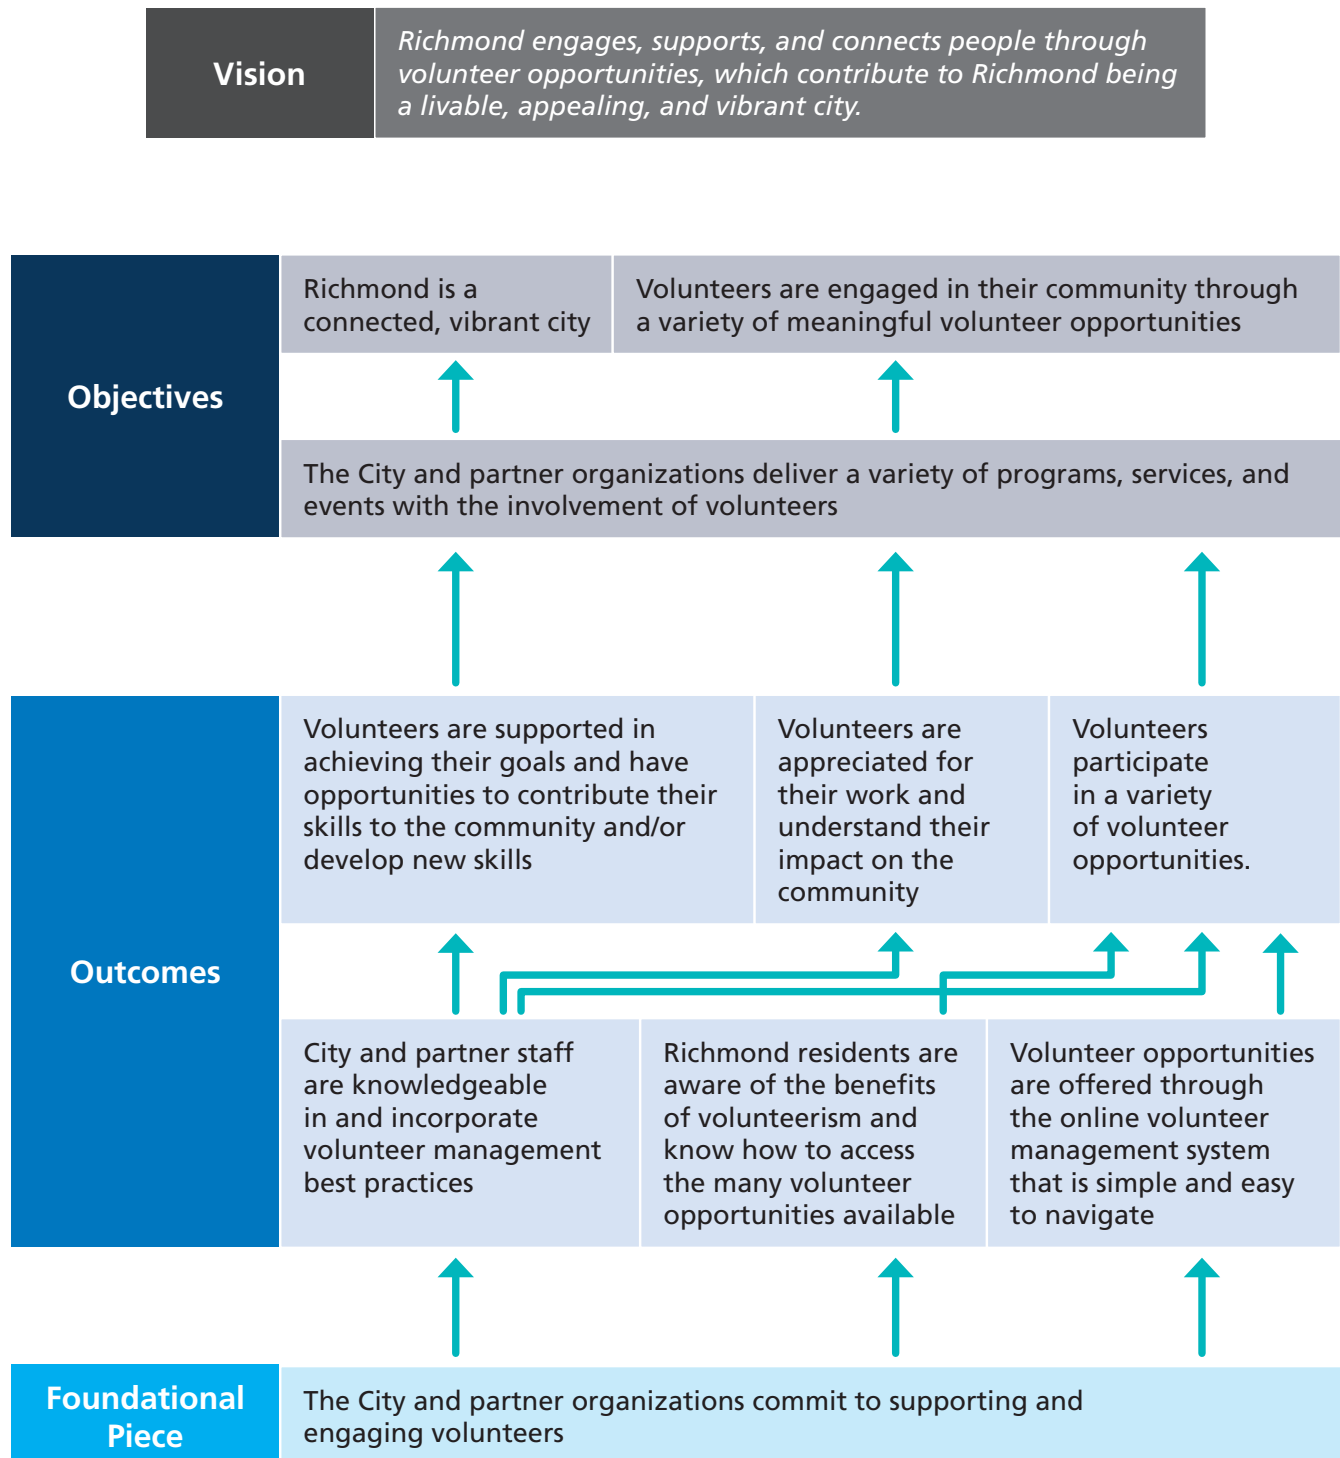 Vision
Richmond engages, supports, and connects people through
volunteer opportunities, which contribute to Richmond being
a livable, appealing, and vibrant city.
Objectives
Richmond is a
connected, vibrant city
Volunteers are engaged in their community through
a variety of meaningful volunteer opportunities
The City and partner organizations deliver a variety of programs, services, and
events with the involvement of volunteers
Outcomes
Volunteers are supported in
achieving their goals and have
opportunities to contribute their
skills to the community and/or
develop new skills
Volunteers are
appreciated for
their work and
understand their
impact on the
community
Volunteers
participate
in a variety
of volunteer
opportunities.
City and partner staff
are knowledgeable
in and incorporate
volunteer management
best practices
Richmond residents are
aware of the benefits
of volunteerism and
know how to access
the many volunteer
opportunities available
Volunteer opportunities
are offered through
the online volunteer
management system
that is simple and easy
to navigate
Foundational
Piece
The City and partner organizations commit to supporting and
engaging volunteers